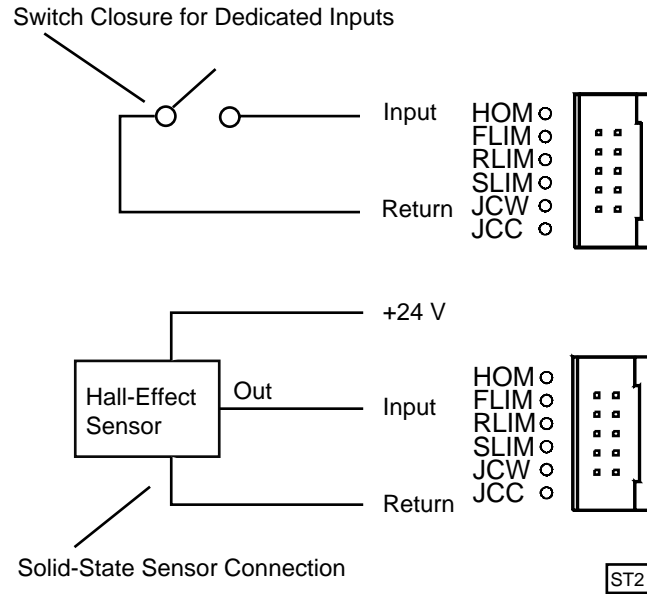 Switch Closure for Dedicated Inputs
Input
Return
HOM
FLIM
RLIM
SLIM
JCW
JCC
+24 V
Hall-Effect
Sensor
Out
Input
Return
HOM
FLIM
RLIM
SLIM
JCW
JCC
Solid-State Sensor Connection
ST2